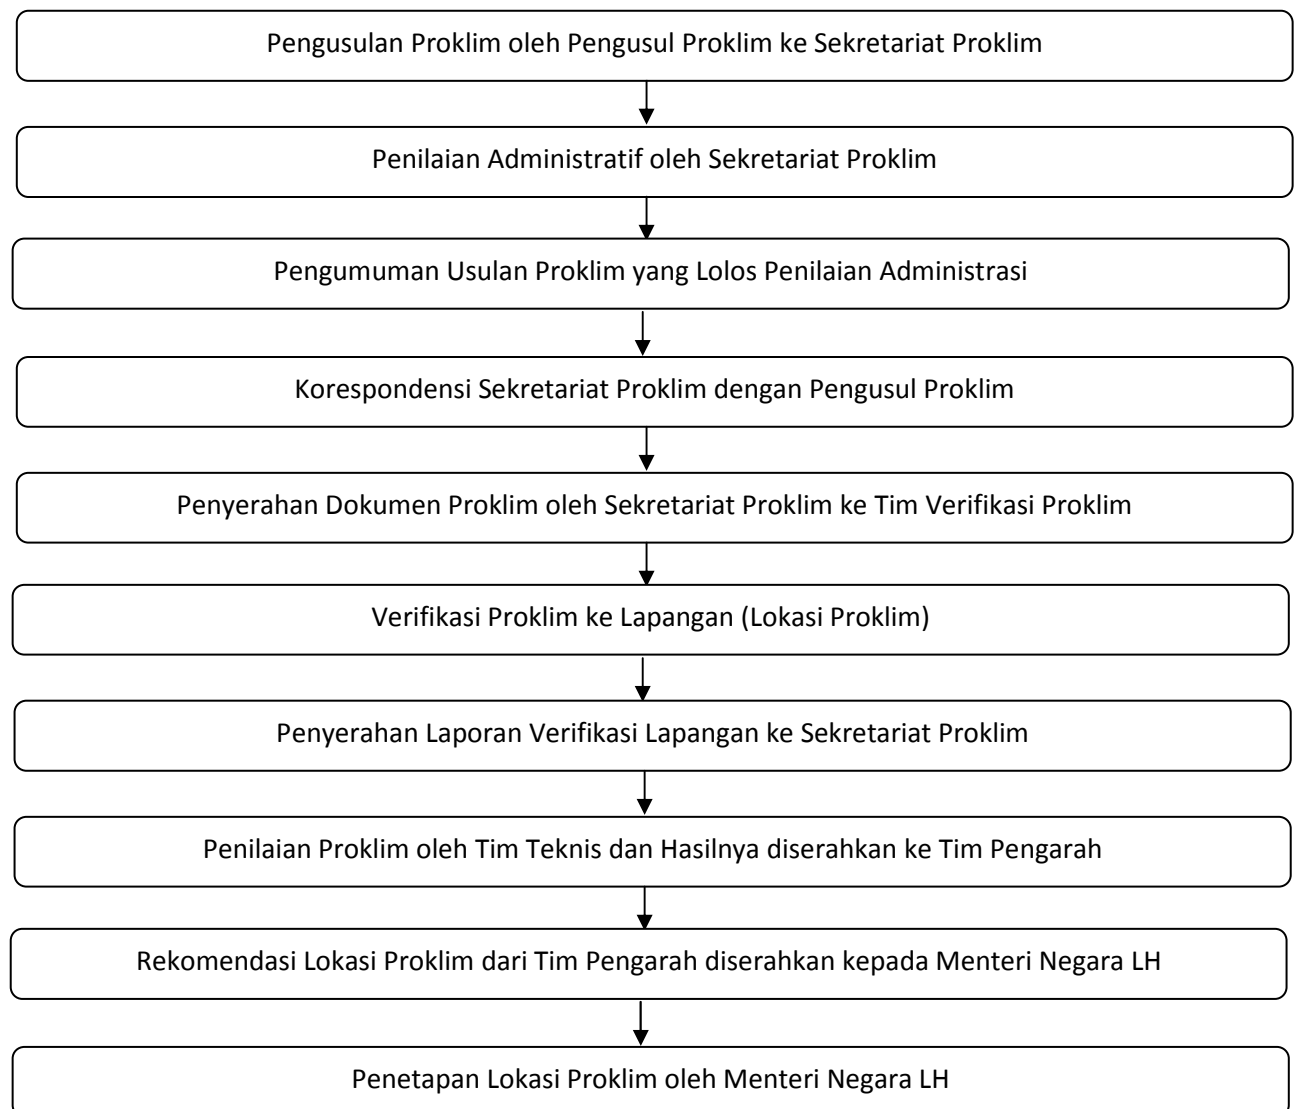 Pengusulan Proklim oleh Pengusul Proklim ke Sekretariat Proklim
Penilaian Administratif oleh Sekretariat Proklim
Pengumuman Usulan Proklim yang Lolos Penilaian Administrasi
Korespondensi Sekretariat Proklim dengan Pengusul Proklim
Penyerahan Dokumen Proklim oleh Sekretariat Proklim ke Tim Verifikasi Proklim
Verifikasi Proklim ke Lapangan (Lokasi Proklim)
Penyerahan Laporan Verifikasi Lapangan ke Sekretariat Proklim
Penilaian Proklim oleh Tim Teknis dan Hasilnya diserahkan ke Tim Pengarah
Rekomendasi Lokasi Proklim dari Tim Pengarah diserahkan kepada Menteri Negara LH
Penetapan Lokasi Proklim oleh Menteri Negara LH